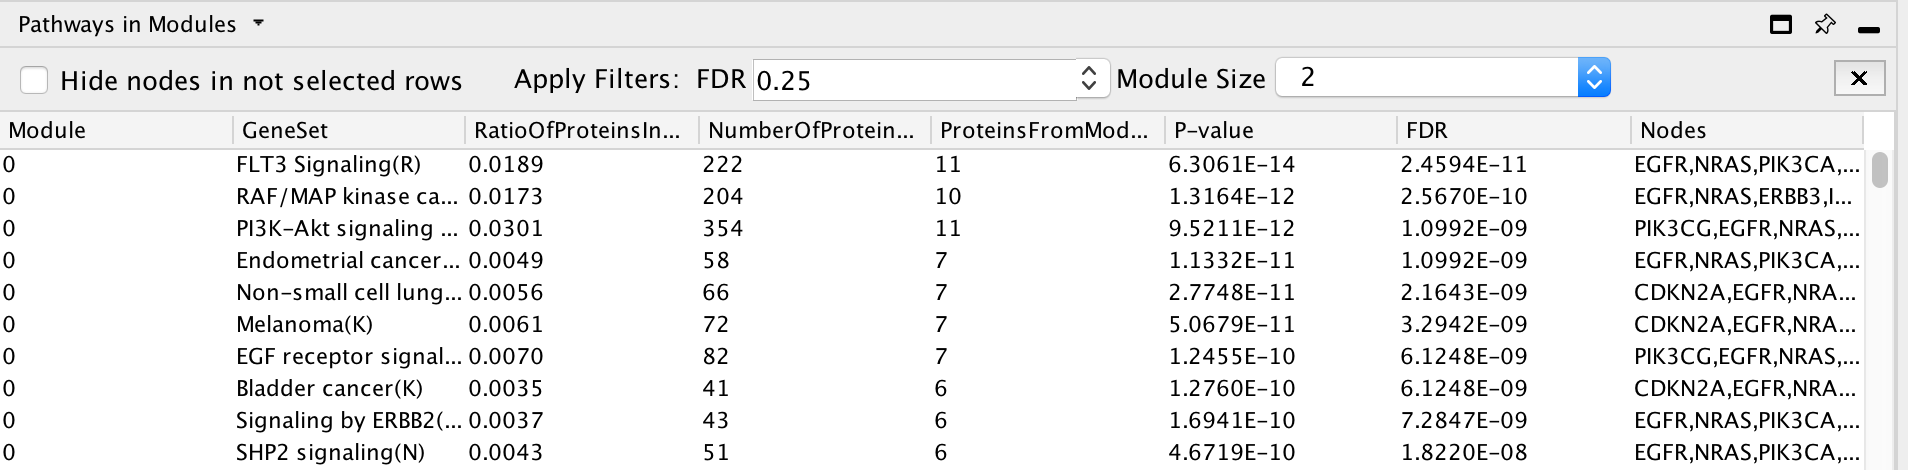 Pathways in Modules
Hide nodes in not selected rows Apply Filters: FDR 0.25 Module Size 2
Module GeneSet RatioOfProteinsIn... NumberOfProtein... ProteinsFromMod... P-value FDR Nodes
0 FLT3 Signaling(R) 0.0189 222 11 6.3061E-14 2.4594E-11 EGFR,NRAS,PIK3CA,...
0 RAF/MAP kinase ca... 0.0173 204 10 1.3164E-12 2.5670E-10 EGFR,NRAS,ERBB3,I...
0 PI3K-Akt signaling ... 0.0301 354 11 9.5211E-12 1.0992E-09 PIK3CG,EGFR,NRAS,...
0 Endometrial cancer... 0.0049 58 7 1.1332E-11 1.0992E-09 EGFR,NRAS,PIK3CA,...
0 Non-small cell lung... 0.0056 66 7 2.7748E-11 2.1643E-09 CDKN2A,EGFR,NRA...
0 Melanoma(K) 0.0061 72 7 5.0679E-11 3.2942E-09 CDKN2A,EGFR,NRA...
0 EGF receptor signal... 0.0070 82 7 1.2455E-10 6.1248E-09 PIK3CG,EGFR,NRAS,...
0 Bladder cancer(K) 0.0035 41 6 1.2760E-10 6.1248E-09 CDKN2A,EGFR,NRA...
0 Signaling by ERBB2(... 0.0037 43 6 1.6941E-10 7.2847E-09 EGFR,NRAS,PIK3CA,...
0 SHP2 signaling(N) 0.0043 51 6 4.6719E-10 1.8220E-08 EGFR,NRAS,PIK3CA,...